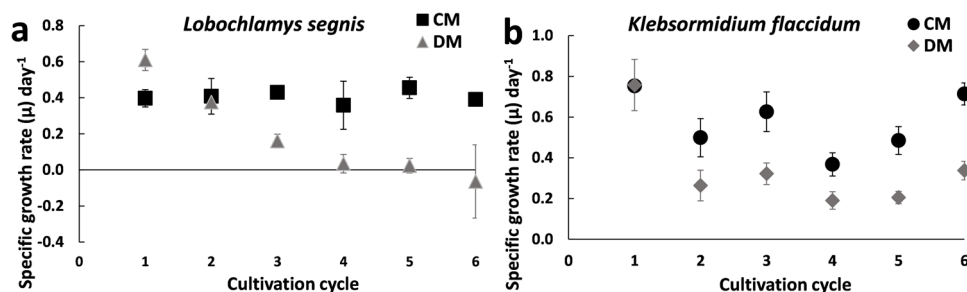 a
Lobochlamys segnis
CM
DM
Specific growth rate (μ) day-1
0.8
0.6
0.4
0.2
0.0
-0.2
-0.4
0 1 2 3 4 5 6
Cultivation cycle
b
Klebsormidium flaccidum
CM
DM
Specific growth rate (μ) day-1
1.0
0.8
0.6
0.4
0.2
0.0
0 1 2 3 4 5 6
Cultivation cycle